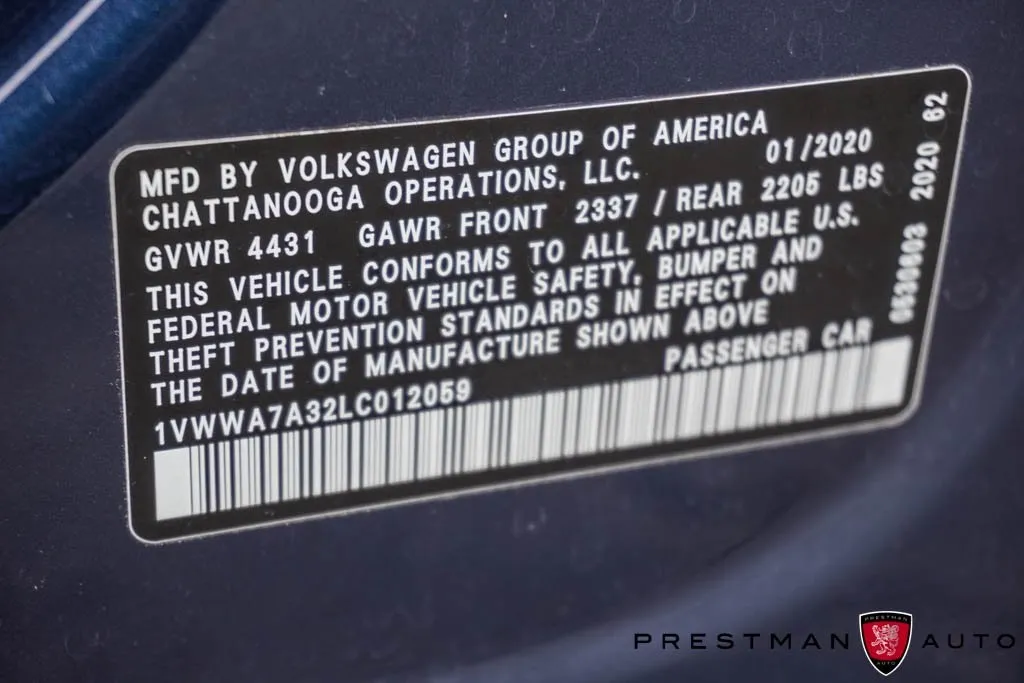 MFD BY VOLKSWAGEN GROUP OF AMERICA
CHATTANOOGA OPERATIONS, LLC. 01/2020
GVWR 4431 GAWR FRONT 2337 / REAR 2205 LBS
THIS VEHICLE CONFORMS TO ALL APPLICABLE U.S.
FEDERAL MOTOR VEHICLE SAFETY, BUMPER AND
THEFT PREVENTION STANDARDS IN EFFECT ON
THE DATE OF MANUFACTURE SHOWN ABOVE
PASSENGER CAR
1VWWA7A32LC012059
2020 62
PRESTMAN AUTO
PRESTMAN
AUTO